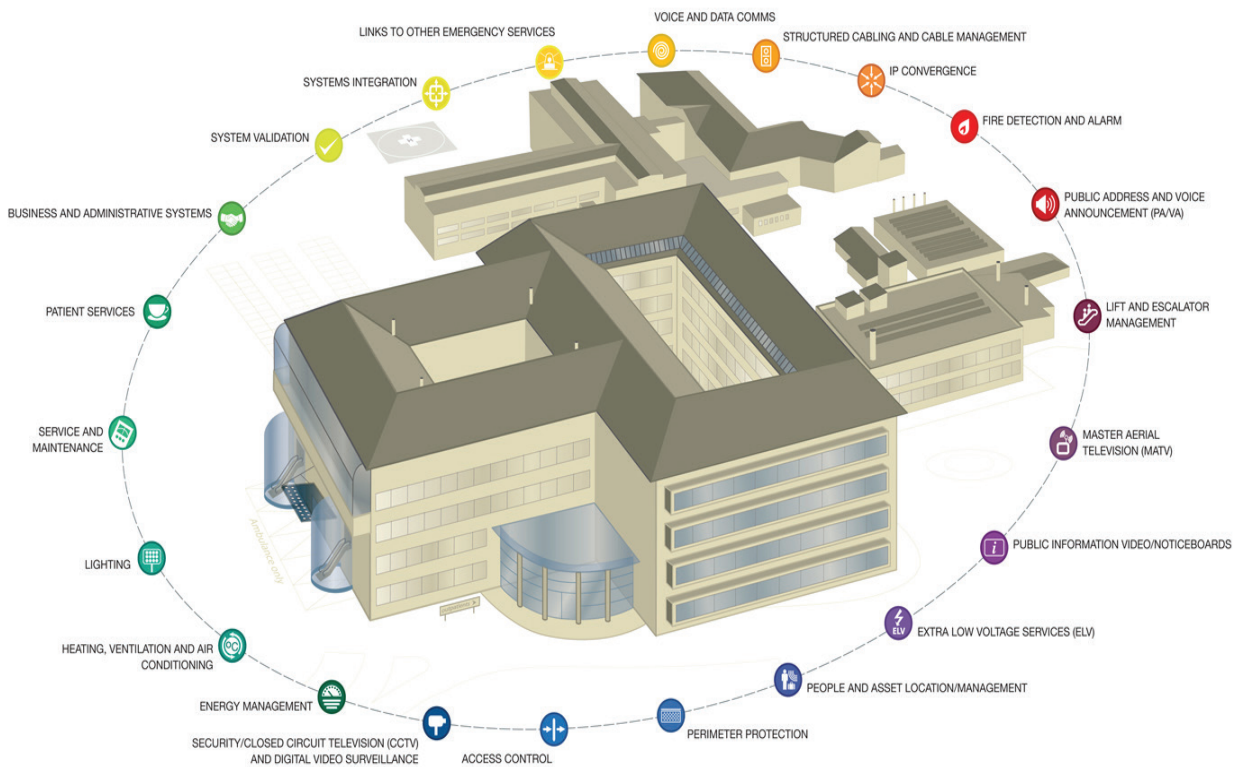 VOICE AND DATA COMMS
LINKS TO OTHER EMERGENCY SERVICES
STRUCTURED CABLING AND CABLE MANAGEMENT
SYSTEMS INTEGRATION
IP CONVERGENCE
SYSTEM VALIDATION
FIRE DETECTION AND ALARM
BUSINESS AND ADMINISTRATIVE SYSTEMS
PUBLIC ADDRESS AND VOICE
ANNOUNCEMENT (PA/VA)
PATIENT SERVICES
LIFT AND ESCALATOR
MANAGEMENT
SERVICE AND
MAINTENANCE
MASTER AERIAL
TELEVISION (MATV)
Ambulance only
PUBLIC INFORMATION VIDEO/NOTICEBOARDS
LIGHTING
ELV
EXTRA LOW VOLTAGE SERVICES (ELV)
HEATING, VENTILATION AND AIR
CONDITIONING
°C
PEOPLE AND ASSET LOCATION/MANAGEMENT
ENERGY MANAGEMENT
PERIMETER PROTECTION
SECURITY/CLOSED CIRCUIT TELEVISION (CCTV)
AND DIGITAL VIDEO SURVEILLANCE
ACCESS CONTROL
H
i